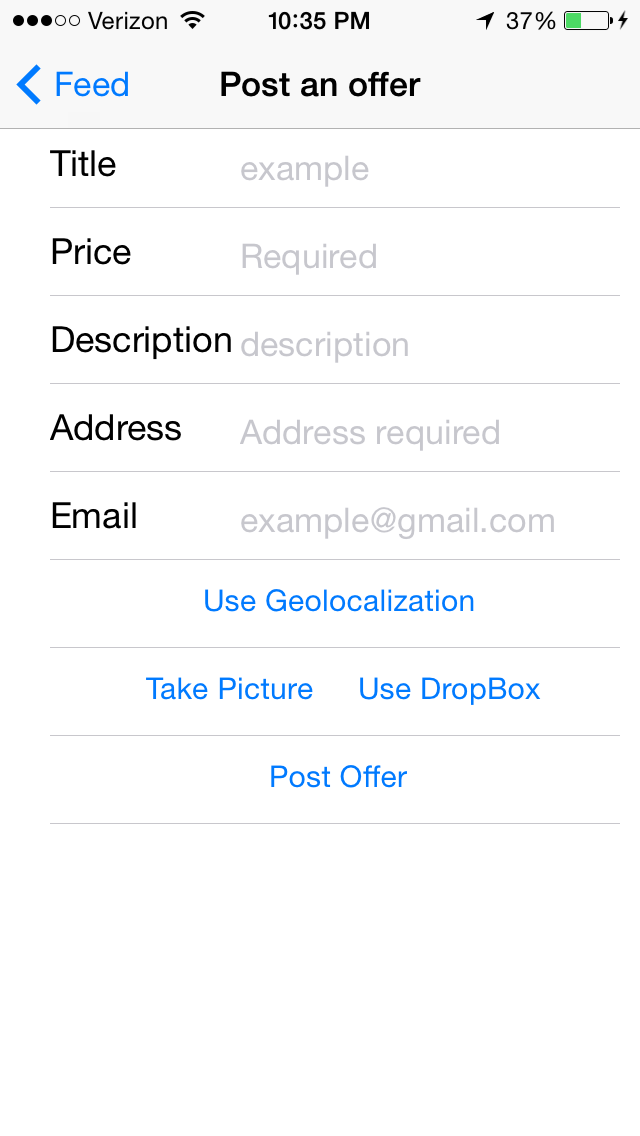 Verizon 10:35 PM 37%
Feed Post an offer
Title example
Price Required
Description description
Address Address required
Email example@gmail.com
Use Geolocalization
Take Picture Use DropBox
Post Offer